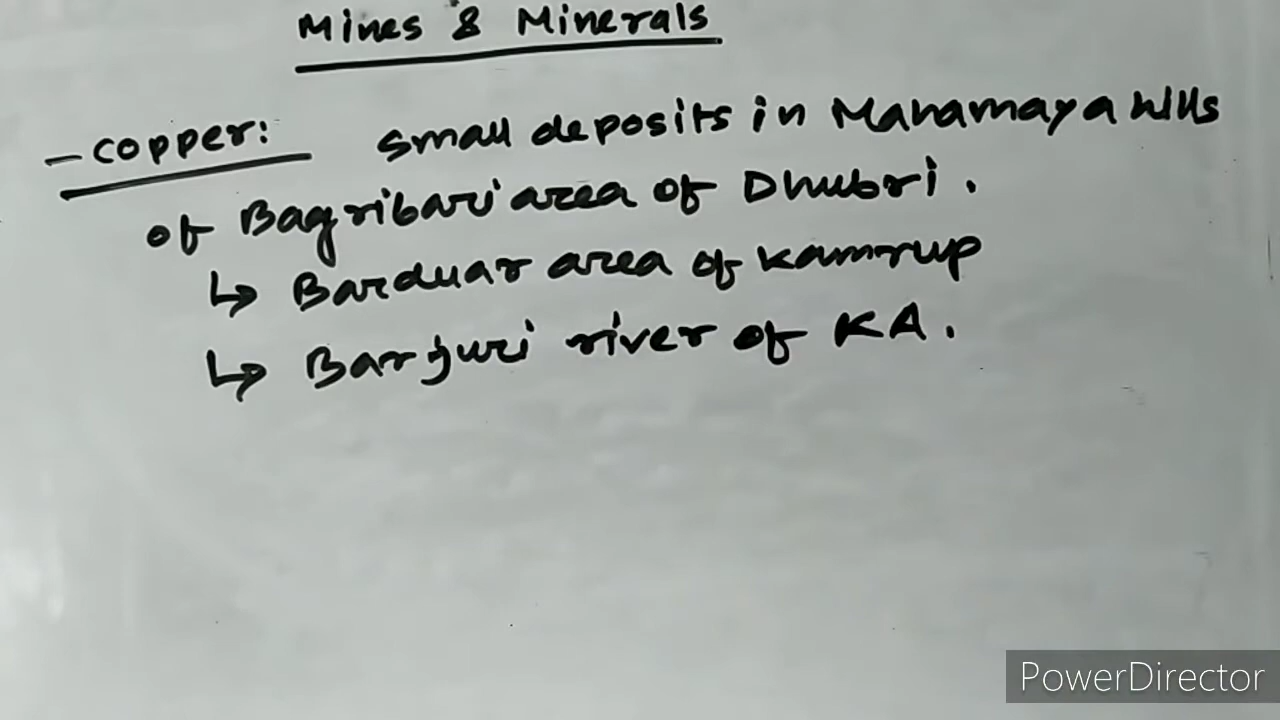 Mines & Minerals
- Copper: small deposits in Mahamaya hills
of Bagribari area of Dhubri.
↳ Barduar area of Kamrup
↳ Barjuri river of KA.
PowerDirector